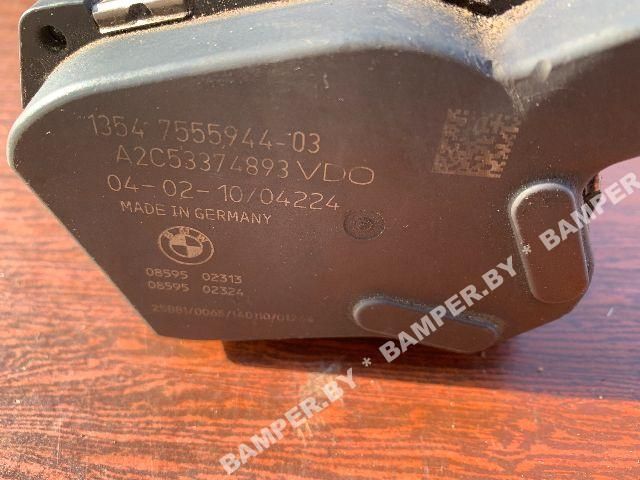 1354 7555944-03
A2C53374893 VDO
04-02-10/04224
MADE IN GERMANY
BMW
08595 02313
08595 02324
BAMPER.BY * BAMPER.BY * BAMPER.BY * BAMPER.BY